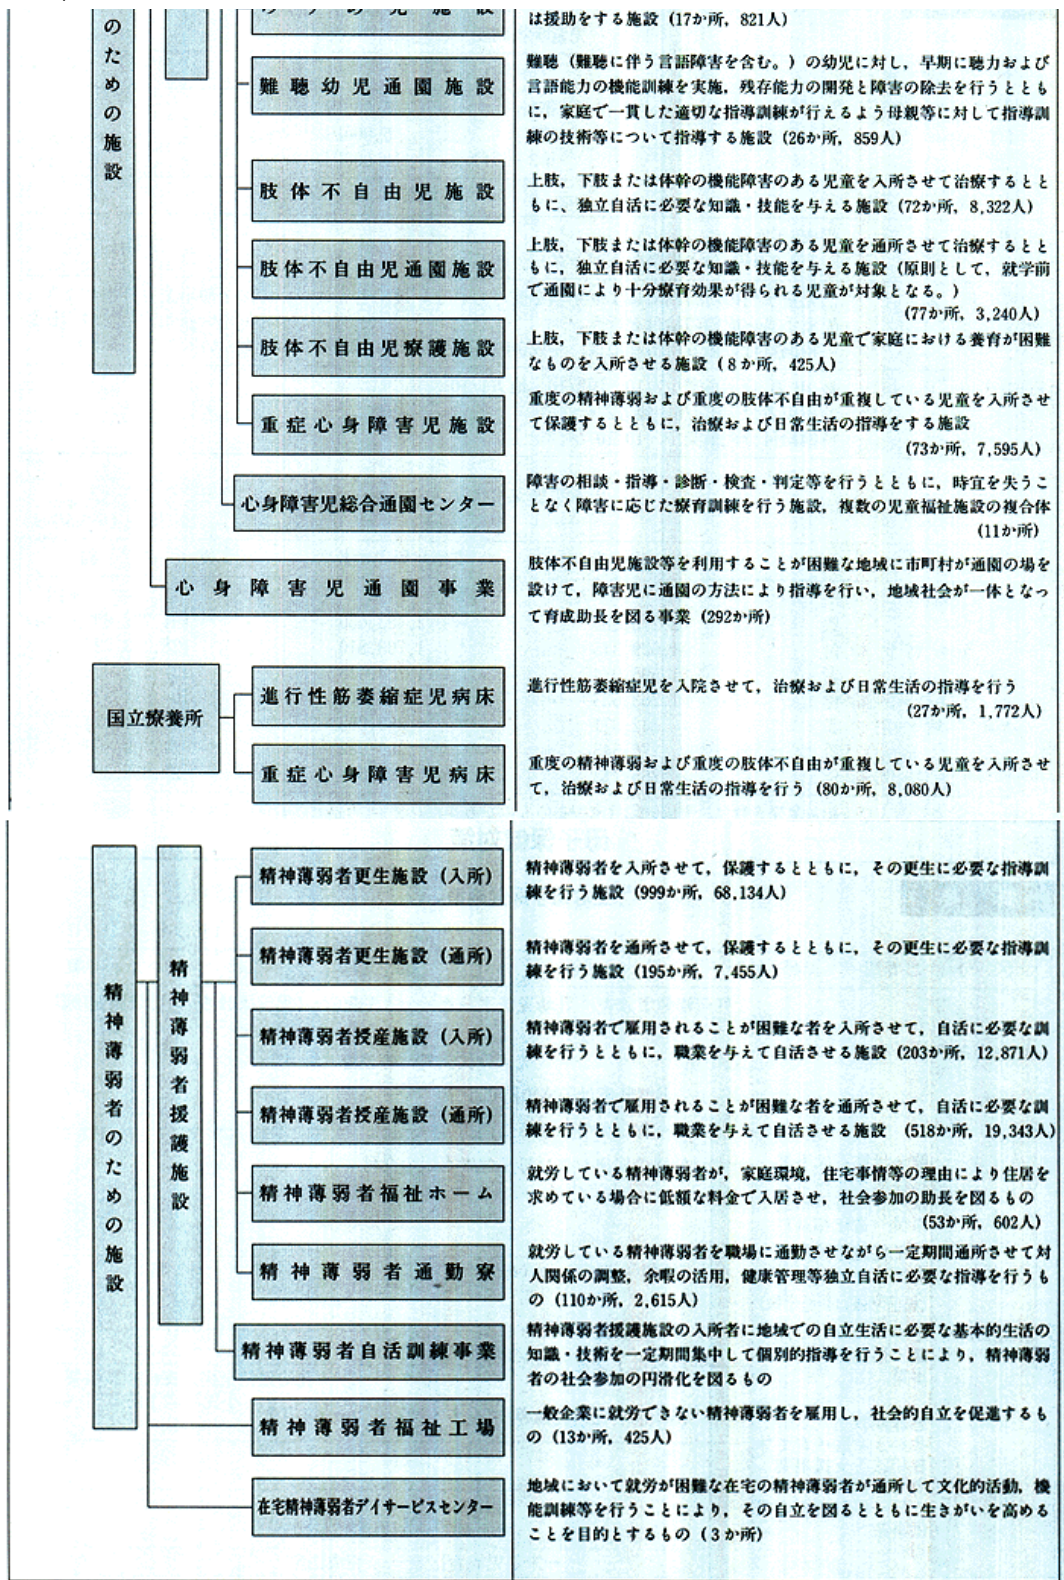 のための施設
は援助をする施設 (17か所, 821人)
難聴幼児通園施設
難聴（難聴に伴う言語障害を含む。）の幼児に対し，早期に聴力および
言語能力の機能訓練を実施，残存能力の開発と障害の除去を行うととも
に，家庭で一貫した適切な指導訓練が行えるよう母親等に対して指導訓
練の技術等について指導する施設 (26か所, 859人)
肢体不自由児施設
上肢，下肢または体幹の機能障害のある児童を入所させて治療するとと
もに、独立自活に必要な知識・技能を与える施設 (72か所, 8,322人)
肢体不自由児通園施設
上肢，下肢または体幹の機能障害のある児童を通所させて治療するとと
もに，独立自活に必要な知識・技能を与える施設（原則として，就学前
で通園により十分療育効果が得られる児童が対象となる。）
(77か所, 3,240人)
肢体不自由児療護施設
上肢，下肢または体幹の機能障害のある児童で家庭における養育が困難
なものを入所させる施設 (8か所, 425人)
重症心身障害児施設
重度の精神薄弱および重度の肢体不自由が重複している児童を入所させ
て保護するとともに，治療および日常生活の指導をする施設
(73か所, 7,595人)
心身障害児総合通園センター
障害の相談・指導・診断・検査・判定等を行うとともに，時宜を失うこ
となく障害に応じた療育訓練を行う施設，複数の児童福祉施設の複合体
(11か所)
心身障害児通園事業
肢体不自由児施設等を利用することが困難な地域に市町村が通園の場を
設けて，障害児に通園の方法により指導を行い，地域社会が一体となっ
て育成助長を図る事業 (292か所)
国立療養所
進行性筋萎縮症児病床
進行性筋萎縮症児を入院させて，治療および日常生活の指導を行う
(27か所, 1,772人)
重症心身障害児病床
重度の精神薄弱および重度の肢体不自由が重複している児童を入所させ
て，治療および日常生活の指導を行う (80か所, 8,080人)
精神薄弱者のための施設
精神薄弱者援護施設
精神薄弱者更生施設（入所）
精神薄弱者を入所させて，保護するとともに，その更生に必要な指導訓
練を行う施設 (999か所, 68,134人)
精神薄弱者更生施設（通所）
精神薄弱者を通所させて，保護するとともに，その更生に必要な指導訓
練を行う施設 (195か所, 7,455人)
精神薄弱者授産施設（入所）
精神薄弱者で雇用されることが困難な者を入所させて，自活に必要な訓
練を行うとともに，職業を与えて自活させる施設 (203か所, 12,871人)
精神薄弱者授産施設（通所）
精神薄弱者で雇用されることが困難な者を通所させて，自活に必要な訓
練を行うとともに，職業を与えて自活させる施設 (518か所, 19,343人)
精神薄弱者福祉ホーム
就労している精神薄弱者が，家庭環境，住宅事情等の理由により住居を
求めている場合に低額な料金で入居させ，社会参加の助長を図るもの
(53か所, 602人)
精神薄弱者通勤寮
就労している精神薄弱者を職場に通勤させながら一定期間通所させて対
人関係の調整，余暇の活用，健康管理等独立自活に必要な指導を行うも
の (110か所, 2,615人)
精神薄弱者自活訓練事業
精神薄弱者援護施設の入所者に地域での自立生活に必要な基本的生活の
知識・技術を一定期間集中して個別的指導を行うことにより，精神薄弱
者の社会参加の円滑化を図るもの
精神薄弱者福祉工場
一般企業に就労できない精神薄弱者を雇用し，社会的自立を促進するも
の (13か所, 425人)
在宅精神薄弱者デイサービスセンター
地域において就労が困難な在宅の精神薄弱者が通所して文化的活動，機
能訓練等を行うことにより，その自立を図るとともに生きがいを高める
ことを目的とするもの (3か所)